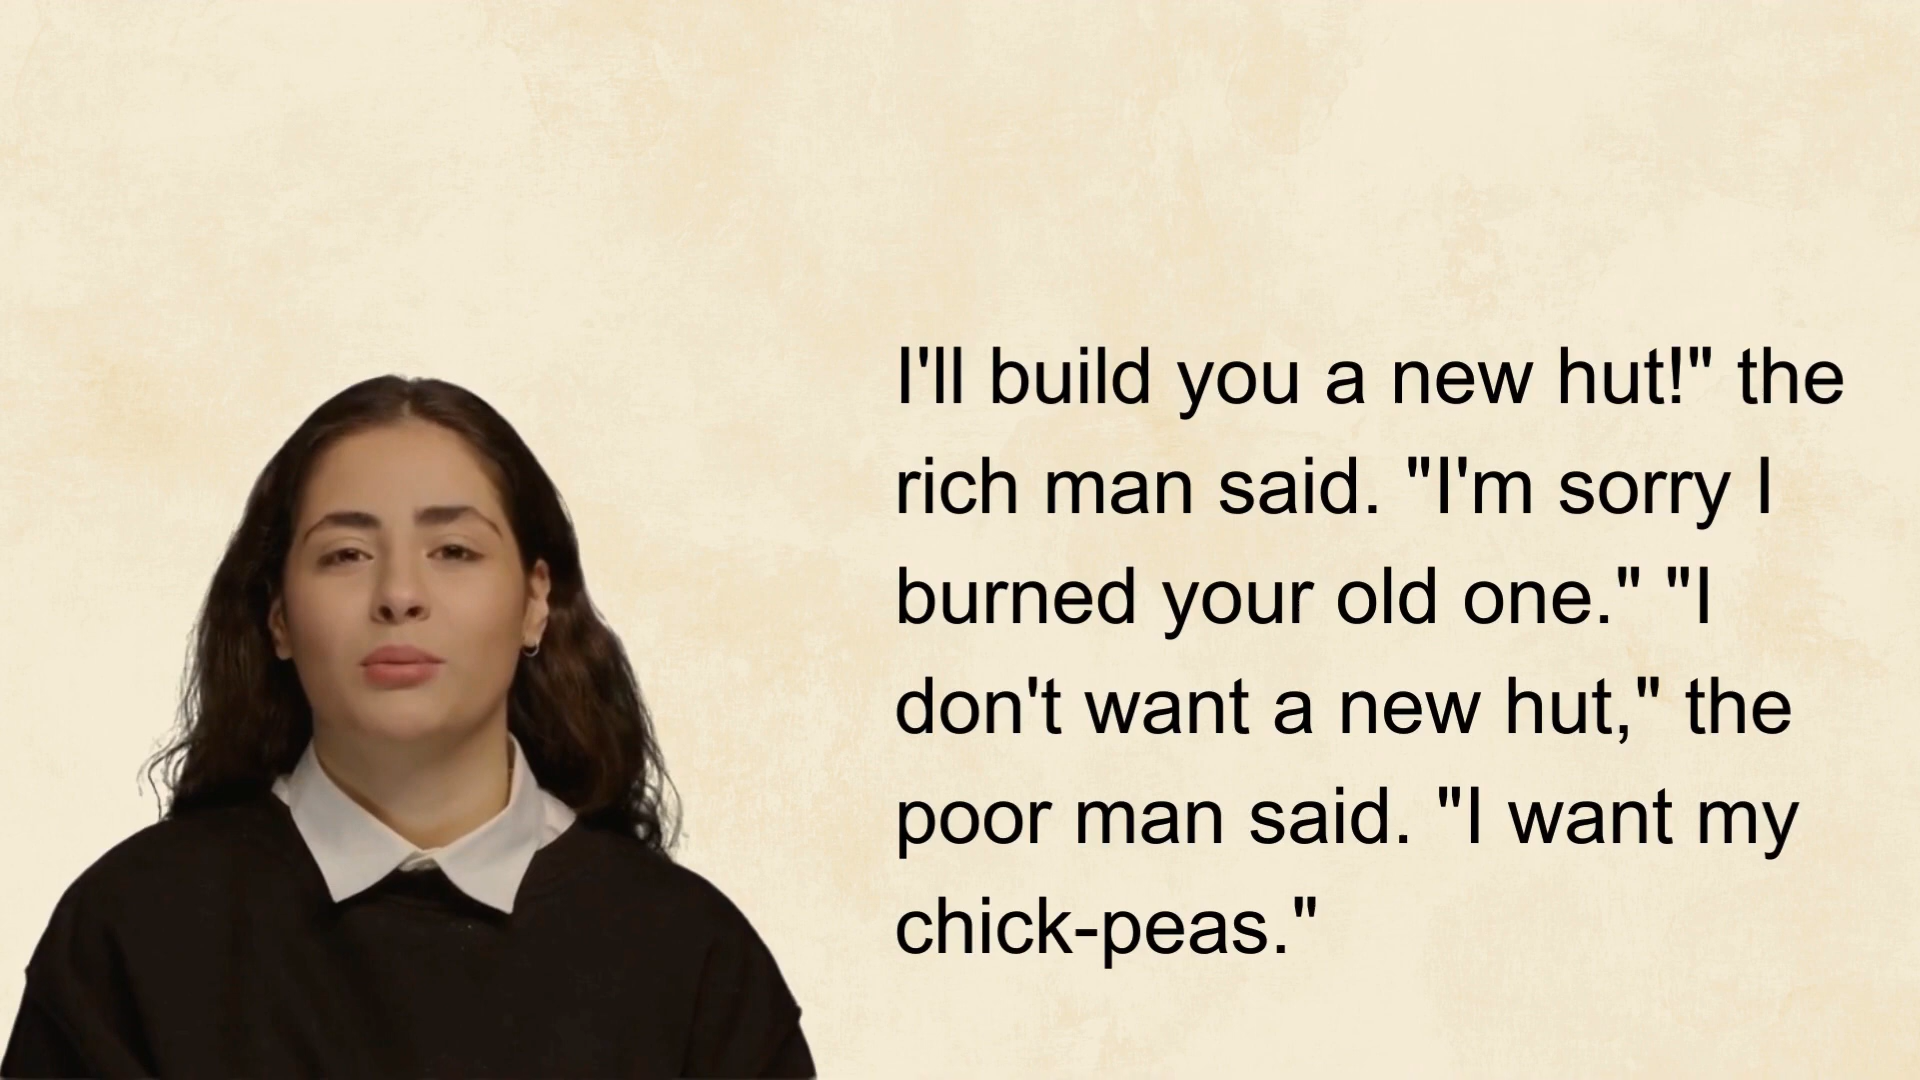 I'll build you a new hut!" the
rich man said. "I'm sorry I
burned your old one." "I
don't want a new hut," the
poor man said. "I want my
chick-peas."